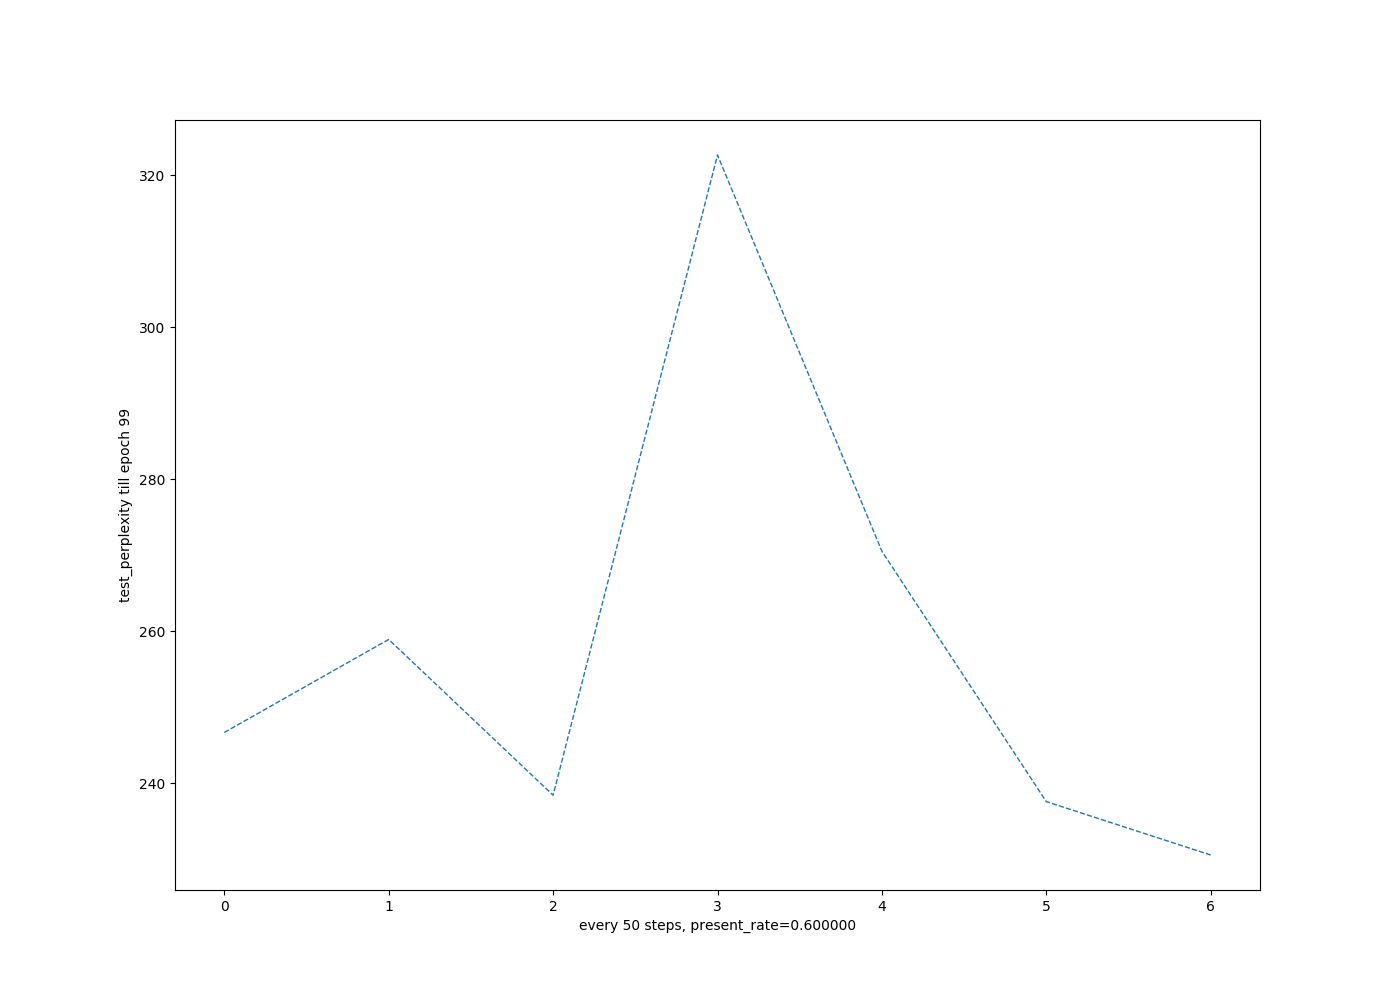 320
300
280
260
240
test_perplexity till epoch 99
0 1 2 3 4 5 6
every 50 steps, present_rate=0.600000